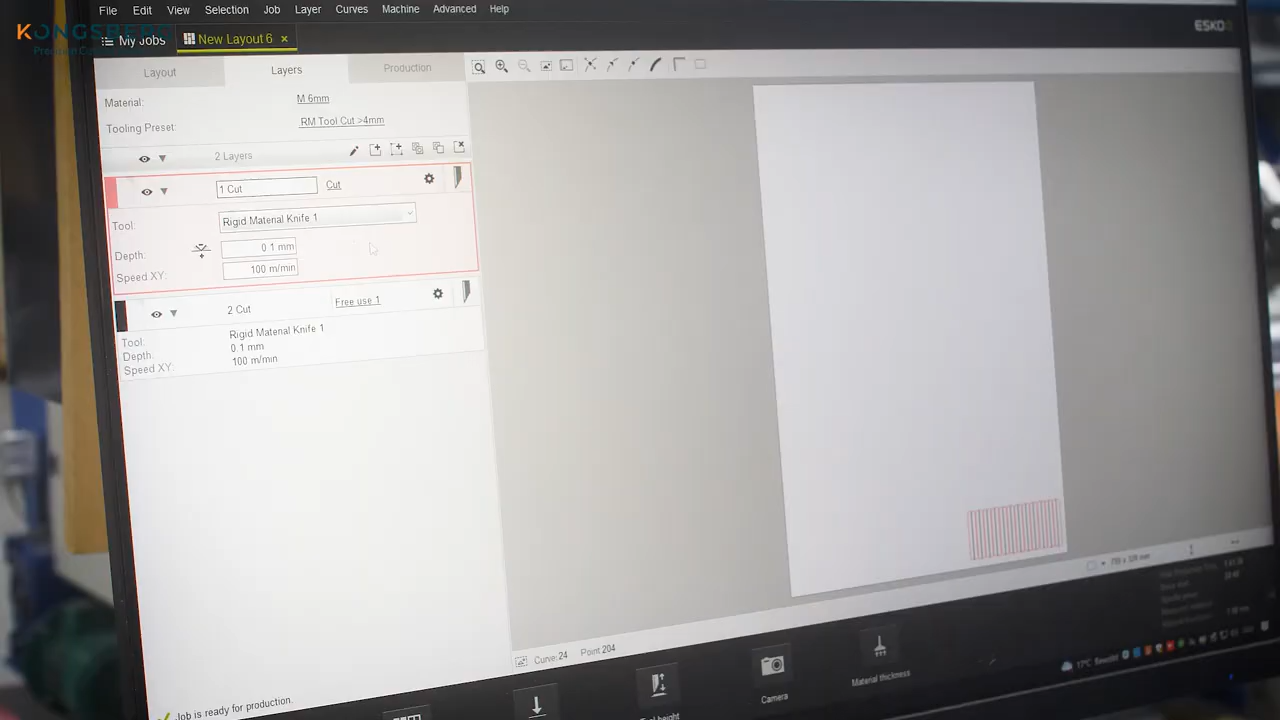 File Edit View Selection Job Layer Curves Machine Advanced Help
KONGSBERG
My Jobs New Layout 6 ×
ESKO
Layout Layers Production
Material: M 6mm
Tooling Preset: RM Tool Cut >4mm
2 Layers
1 Cut Cut
Tool: Rigid Material Knife 1
Depth: 0.1 mm
Speed XY: 100 m/min
2 Cut Free use 1
Tool: Rigid Material Knife 1
Depth: 0.1 mm
Speed XY: 100 m/min
Curve: 24 Point 204
Job is ready for production.
Camera
Material thickness
17°C